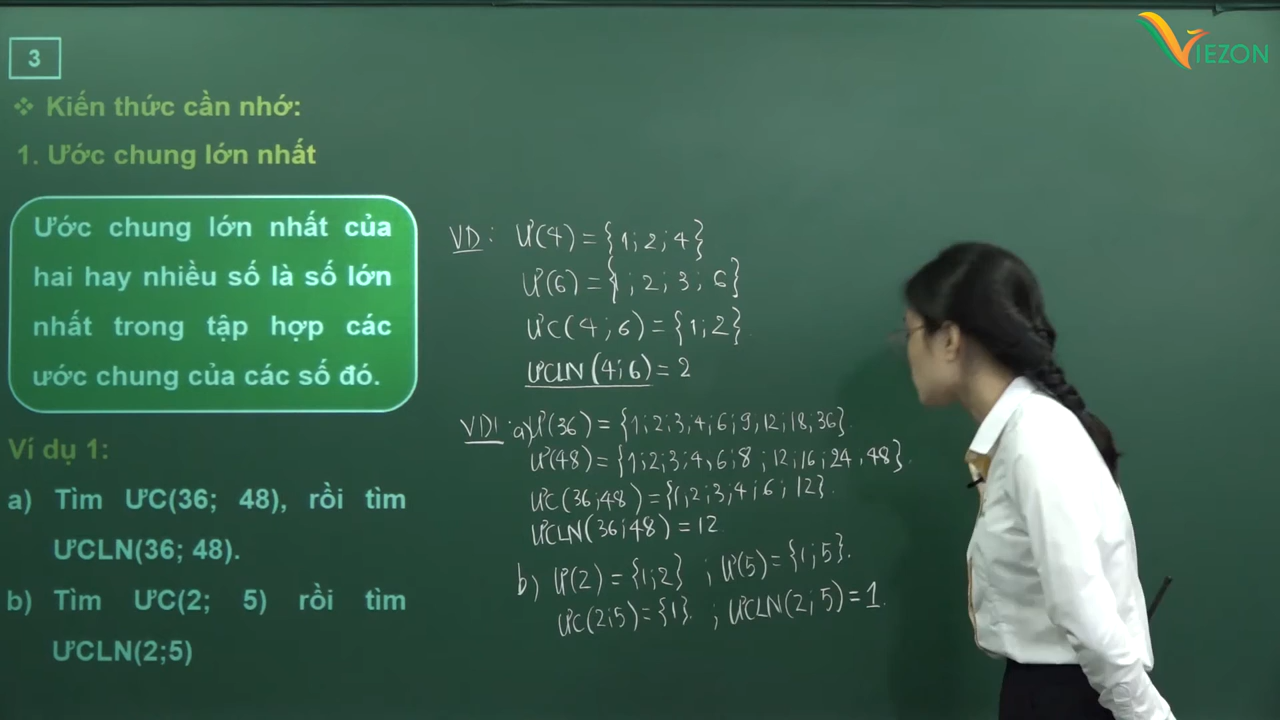 VIEZON
3
❖ Kiến thức cần nhớ:
1. Ước chung lớn nhất
Ước chung lớn nhất của
hai hay nhiều số là số lớn
nhất trong tập hợp các
ước chung của các số đó.
Ví dụ 1:
a) Tìm ƯC(36; 48), rồi tìm
ƯCLN(36; 48).
b) Tìm ƯC(2; 5) rồi tìm
ƯCLN(2;5)
VD: Ư(4) = {1; 2; 4}
Ư(6) = {1; 2; 3; 6}
ƯC(4; 6) = {1; 2}
ƯCLN(4; 6) = 2
VD1: a) Ư(36) = {1; 2; 3; 4; 6; 9, 12; 18, 36}.
Ư(48) = {1; 2; 3; 4, 6; 8; 12; 16; 24, 48}.
ƯC(36; 48) = {1, 2; 3, 4; 6; 12}.
ƯCLN(36; 48) = 12
b) Ư(2) = {1; 2} ; Ư(5) = {1; 5}.
ƯC(2; 5) = {1}. ; ƯCLN(2; 5) = 1.